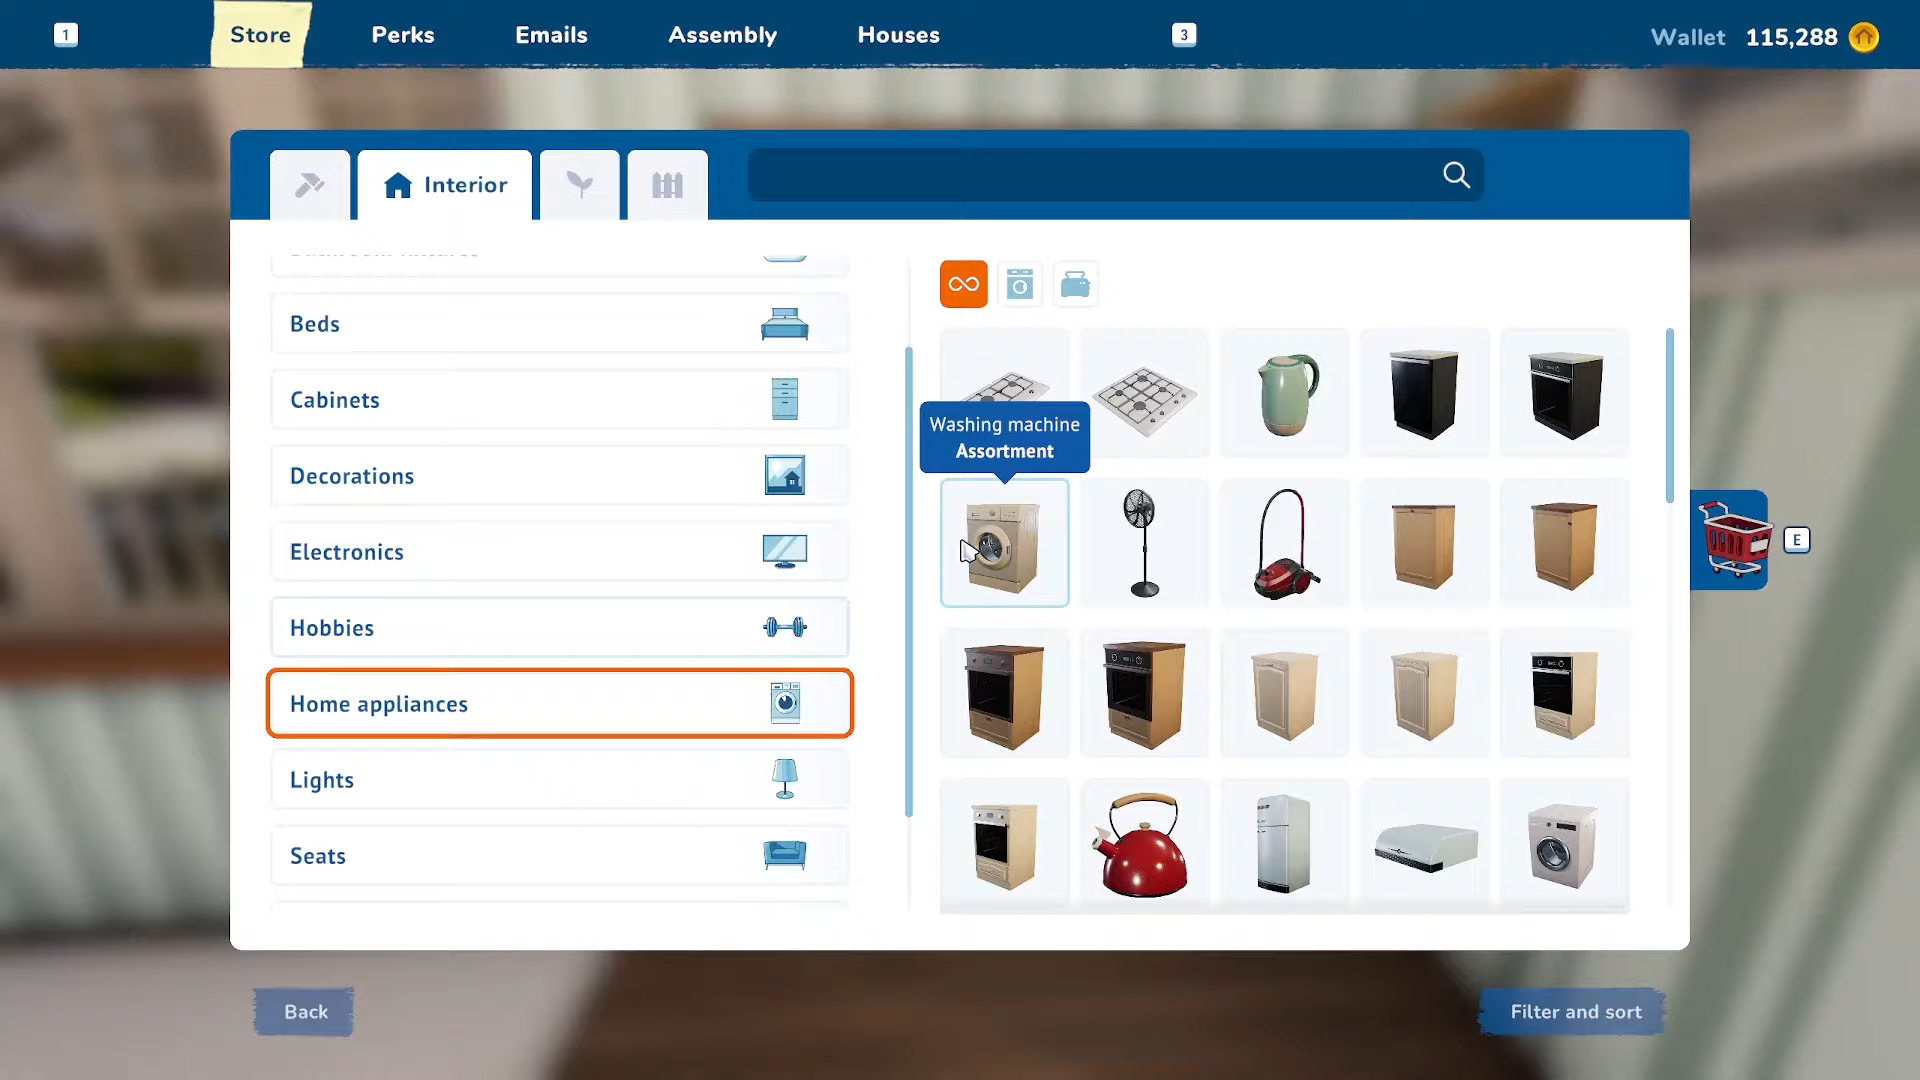 1
Store
Perks
Emails
Assembly
Houses
3
Wallet 115,288
Interior
Beds
Cabinets
Decorations
Electronics
Hobbies
Home appliances
Lights
Seats
Washing machine
Assortment
E
Back
Filter and sort